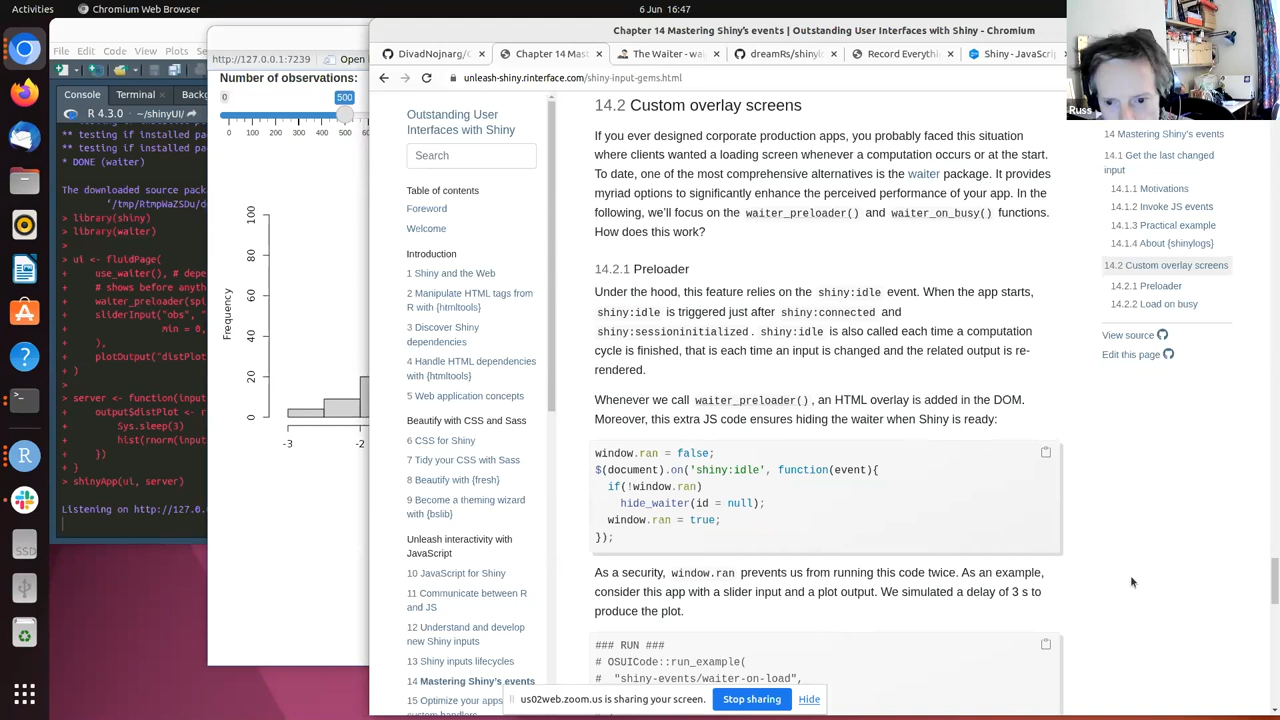 Activities
Chromium Web Browser
6 Jun 16:47
File Edit Code View Plots
Console Terminal Backg
R 4.3.0 · ~/shinyUI/
** testing if installed pa
** testing if installed pa
* DONE (waiter)
The downloaded source pack
'/tmp/RtmpWaZSDu/do
> library(shiny)
> library(waiter)
>
> ui <- fluidPage(
+ use_waiter(), # depe
+ # shows before anyth
+ waiter_preloader(spi
+ sliderInput("obs", "
+ min = 0,
+ ),
+ plotOutput("distPlot
+ )
> server <- function(input
+ output$distPlot <- r
+ Sys.sleep(3)
+ hist(rnorm(inpu
+ })
+ }
> shinyApp(ui, server)
Listening on http://127.0.
http://127.0.0.1:7239
Open
Number of observations:
0
500
0 100 200 300 400 500 60
Frequency
100
80
60
40
20
0
-3 -2
Chapter 14 Mastering Shiny's events | Outstanding User Interfaces with Shiny - Chromium
DivadNojnarg/O
Chapter 14 Mast
The Waiter - wa
dreamRs/shinylo
Record Everythin
Shiny - JavaScrip
unleash-shiny.rinterface.com/shiny-input-gems.html
Outstanding User
Interfaces with Shiny
Search
Table of contents
Foreword
Welcome
Introduction
1 Shiny and the Web
2 Manipulate HTML tags from
R with {htmltools}
3 Discover Shiny
dependencies
4 Handle HTML dependencies
with {htmltools}
5 Web application concepts
Beautify with CSS and Sass
6 CSS for Shiny
7 Tidy your CSS with Sass
8 Beautify with {fresh}
9 Become a theming wizard
with {bslib}
Unleash interactivity with
JavaScript
10 JavaScript for Shiny
11 Communicate between R
and JS
12 Understand and develop
new Shiny inputs
13 Shiny inputs lifecycles
14 Mastering Shiny's events
15 Optimize your apps
custom handlers
14.2 Custom overlay screens
If you ever designed corporate production apps, you probably faced this situation
where clients wanted a loading screen whenever a computation occurs or at the start.
To date, one of the most comprehensive alternatives is the waiter package. It provides
myriad options to significantly enhance the perceived performance of your app. In the
following, we'll focus on the waiter_preloader() and waiter_on_busy() functions.
How does this work?
14.2.1 Preloader
Under the hood, this feature relies on the shiny:idle event. When the app starts,
shiny:idle is triggered just after shiny:connected and
shiny:sessioninitialized. shiny:idle is also called each time a computation
cycle is finished, that is each time an input is changed and the related output is re-
rendered.
Whenever we call waiter_preloader(), an HTML overlay is added in the DOM.
Moreover, this extra JS code ensures hiding the waiter when Shiny is ready:
window.ran = false;
$(document).on('shiny:idle', function(event){
if(!window.ran)
hide_waiter(id = null);
window.ran = true;
});
As a security, window.ran prevents us from running this code twice. As an example,
consider this app with a slider input and a plot output. We simulated a delay of 3 s to
produce the plot.
### RUN ###
# OSUICode::run_example(
# "shiny-events/waiter-on-load",
us02web.zoom.us is sharing your screen.
Stop sharing
Hide
Russ
14 Mastering Shiny's events
14.1 Get the last changed
input
14.1.1 Motivations
14.1.2 Invoke JS events
14.1.3 Practical example
14.1.4 About {shinylogs}
14.2 Custom overlay screens
14.2.1 Preloader
14.2.2 Load on busy
View source
Edit this page